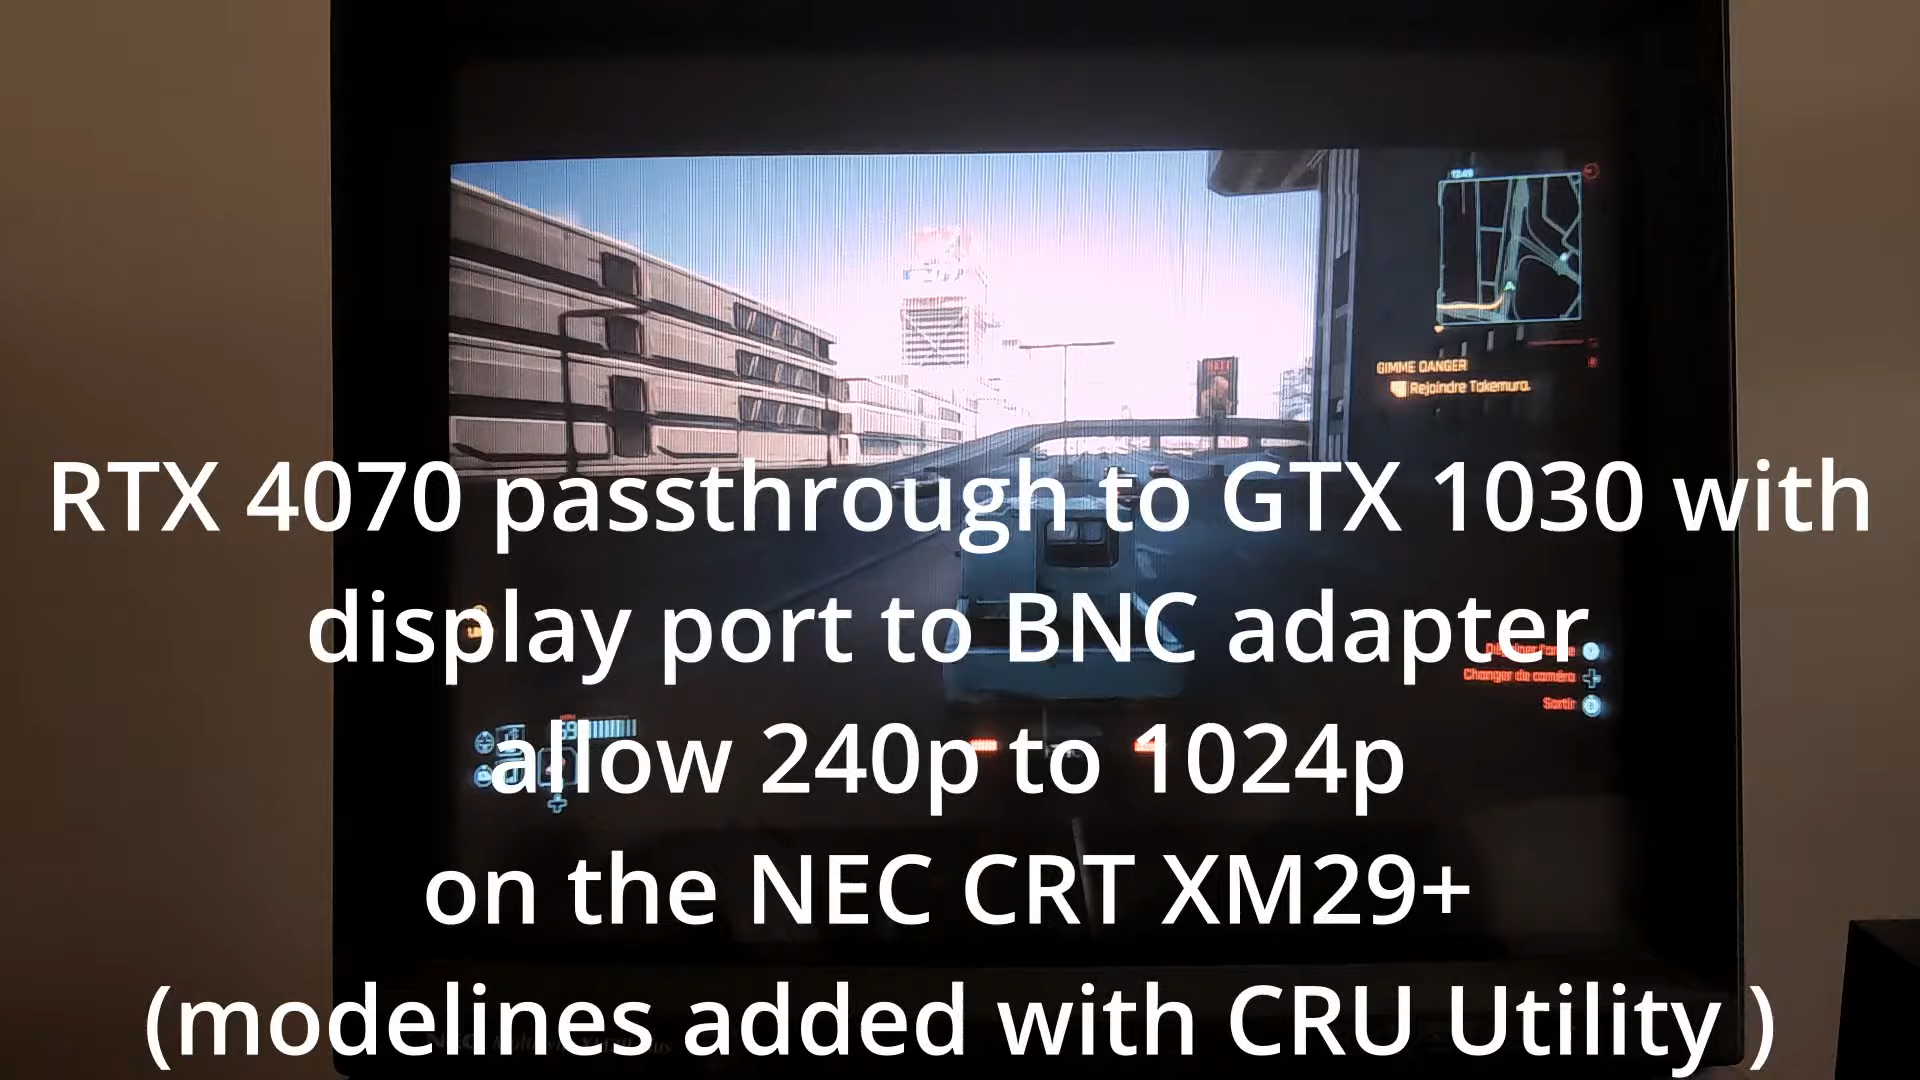 GIMME DANGER
Rejoindre Takemura.
RTX 4070 passthrough to GTX 1030 with
display port to BNC adapter
Changer de caméra
Sortir
allow 240p to 1024p
on the NEC CRT XM29+
(modelines added with CRU Utility )
NEC